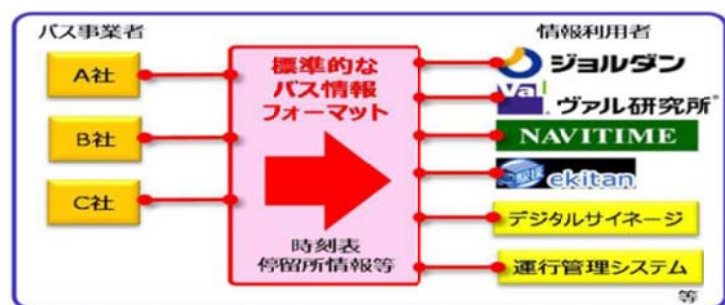 バス事業者
A社
B社
C社
標準的な
バス情報
フォーマット
時刻表
停留所情報等
情報利用者
ジョルダン
Val
ヴァル研究所
NAVITIME
ekitan
デジタルサイネージ
運行管理システム
等